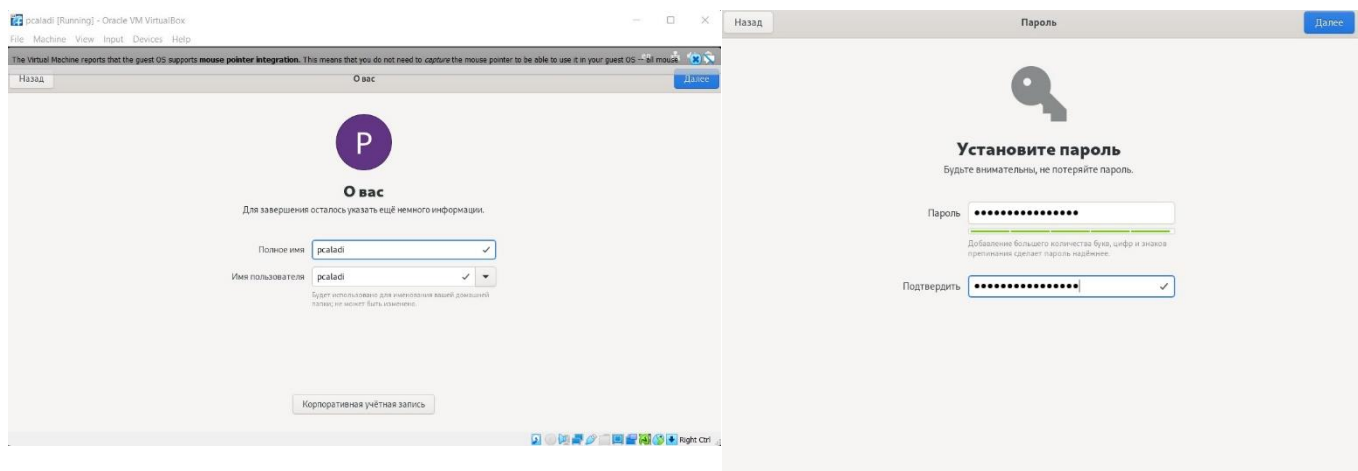 pcaladi [Running] - Oracle VM VirtualBox
File Machine View Input Devices Help
The Virtual Machine reports that the guest OS supports mouse pointer integration. This means that you do not need to capture the mouse pointer to be able to use it in your guest OS -- all mouse
Назад О вас Далее
P
О вас
Для завершения осталось указать ещё немного информации.
Полное имя pcaladi
Имя пользователя pcaladi
Будет использовано для именования вашей домашней
папки; не может быть изменено.
Корпоративная учётная запись
Right Ctrl
Назад Пароль Далее
Установите пароль
Будьте внимательны, не потеряйте пароль.
Пароль ●●●●●●●●●●●●●●●●
Добавление большего количества букв, цифр и знаков
препинания сделает пароль надёжнее.
Подтвердить ●●●●●●●●●●●●●●●●